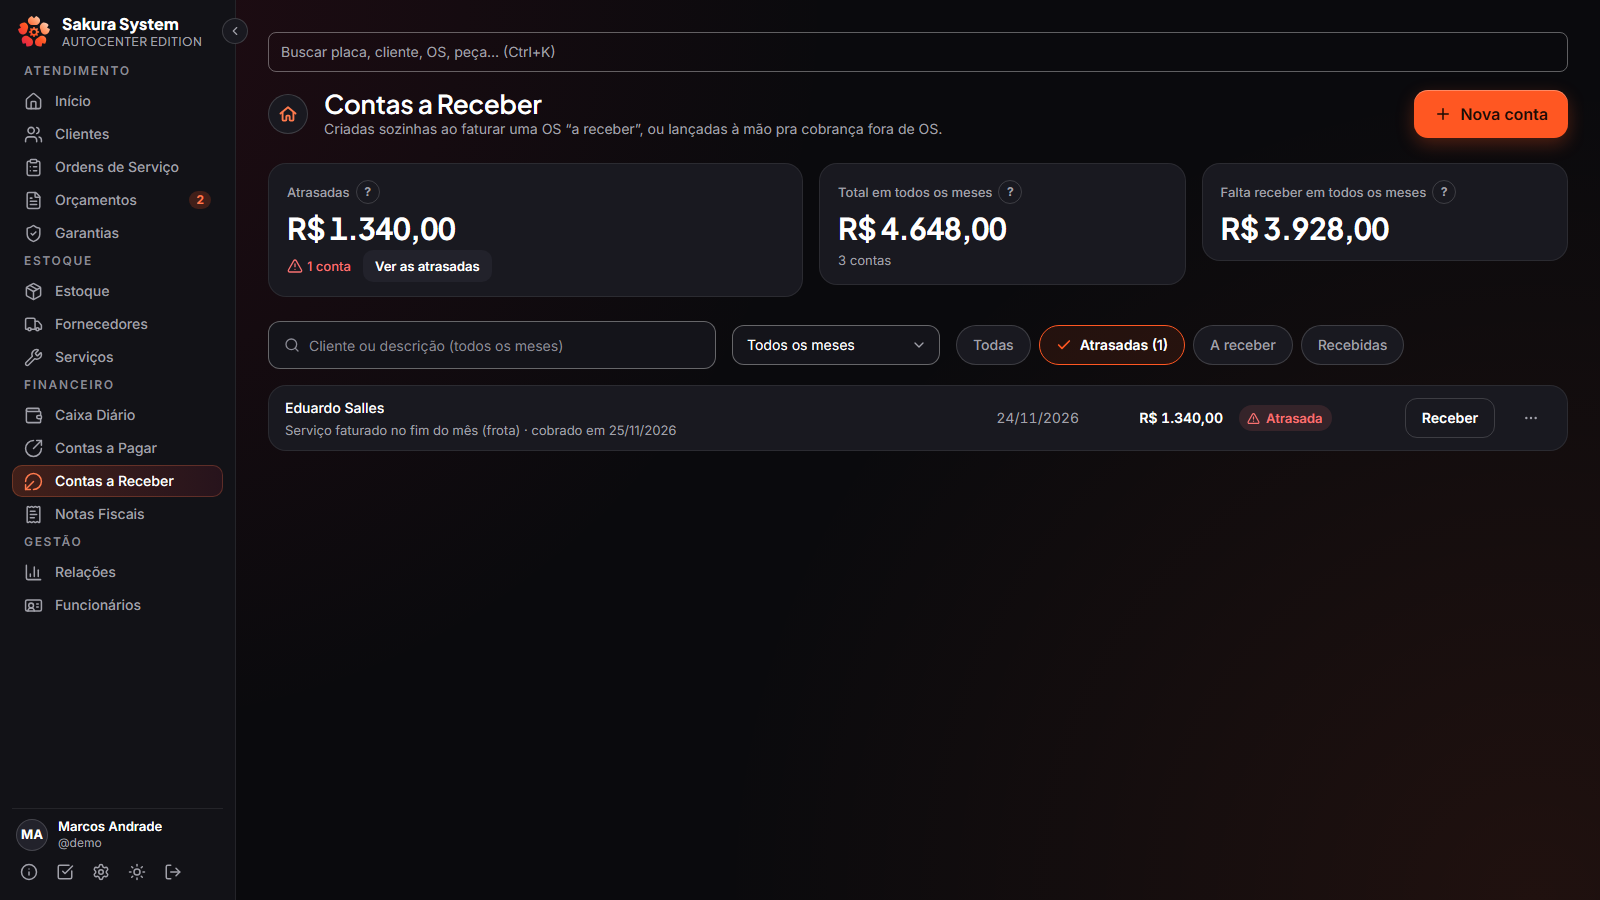 Sakura System
AUTOCENTER EDITION
ATENDIMENTO
Início
Clientes
Ordens de Serviço
Orçamentos 2
Garantias
ESTOQUE
Estoque
Fornecedores
Serviços
FINANCEIRO
Caixa Diário
Contas a Pagar
Contas a Receber
Notas Fiscais
GESTÃO
Relações
Funcionários
MA
Marcos Andrade
@demo
Buscar placa, cliente, OS, peça... (Ctrl+K)
Contas a Receber
Criadas sozinhas ao faturar uma OS “a receber”, ou lançadas à mão pra cobrança fora de OS.
+ Nova conta
Atrasadas ?
R$ 1.340,00
1 conta Ver as atrasadas
Total em todos os meses ?
R$ 4.648,00
3 contas
Falta receber em todos os meses ?
R$ 3.928,00
Cliente ou descrição (todos os meses)
Todos os meses
Todas
Atrasadas (1)
A receber
Recebidas
Eduardo Salles
Serviço faturado no fim do mês (frota) · cobrado em 25/11/2026
24/11/2026
R$ 1.340,00
Atrasada
Receber